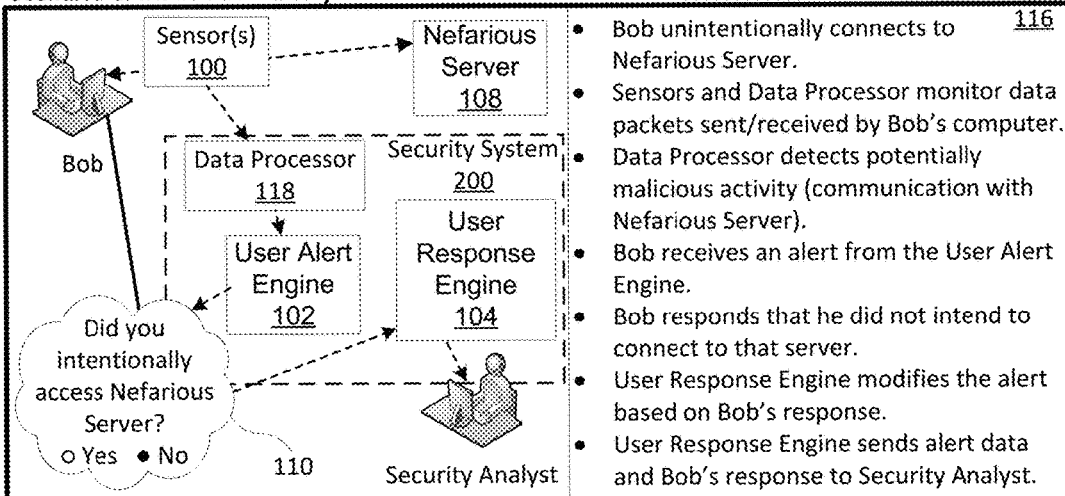 Sensor(s)
100
Nefarious
Server
108
Bob
Data Processor
118
Security System
200
User Alert
Engine
102
User
Response
Engine
104
Did you
intentionally
access Nefarious
Server?
○ Yes ● No
110
Security Analyst
116
• Bob unintentionally connects to
Nefarious Server.
• Sensors and Data Processor monitor data
packets sent/received by Bob's computer.
• Data Processor detects potentially
malicious activity (communication with
Nefarious Server).
• Bob receives an alert from the User Alert
Engine.
• Bob responds that he did not intend to
connect to that server.
• User Response Engine modifies the alert
based on Bob's response.
• User Response Engine sends alert data
and Bob's response to Security Analyst.